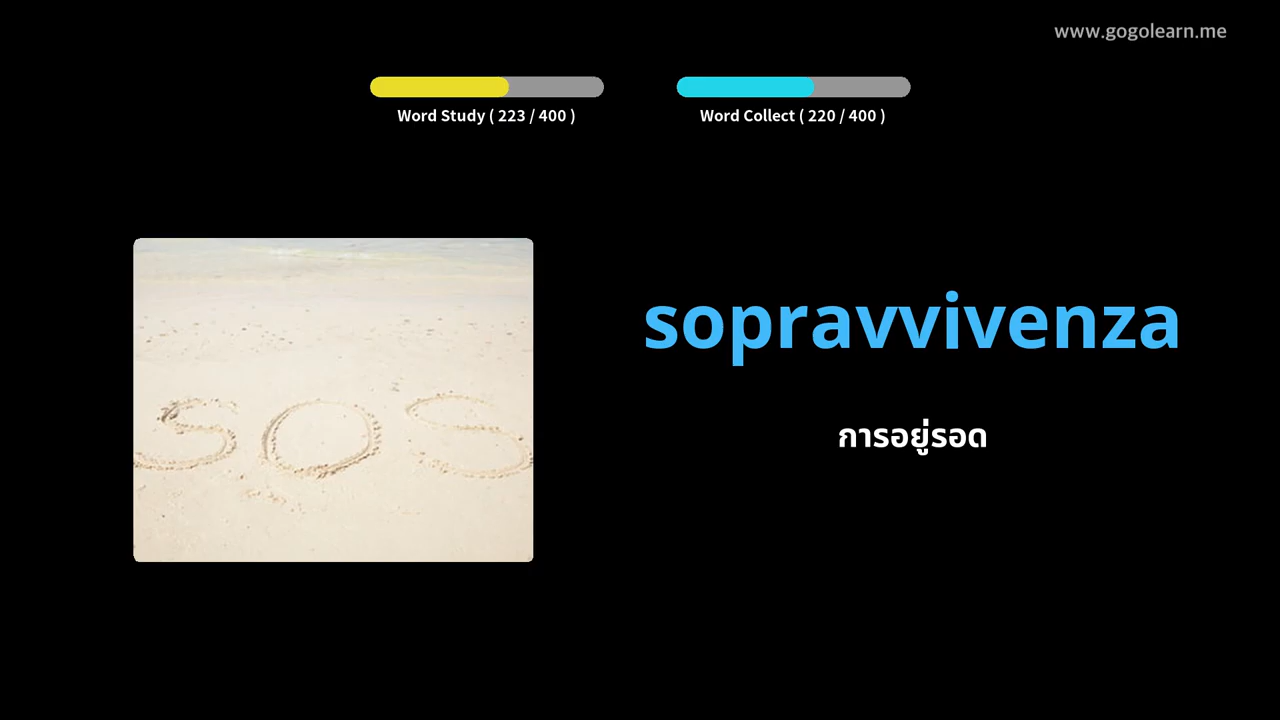 www.gogolearn.me
Word Study ( 223 / 400 )
Word Collect ( 220 / 400 )
SOS
sopravvivenza
การอยู่รอด